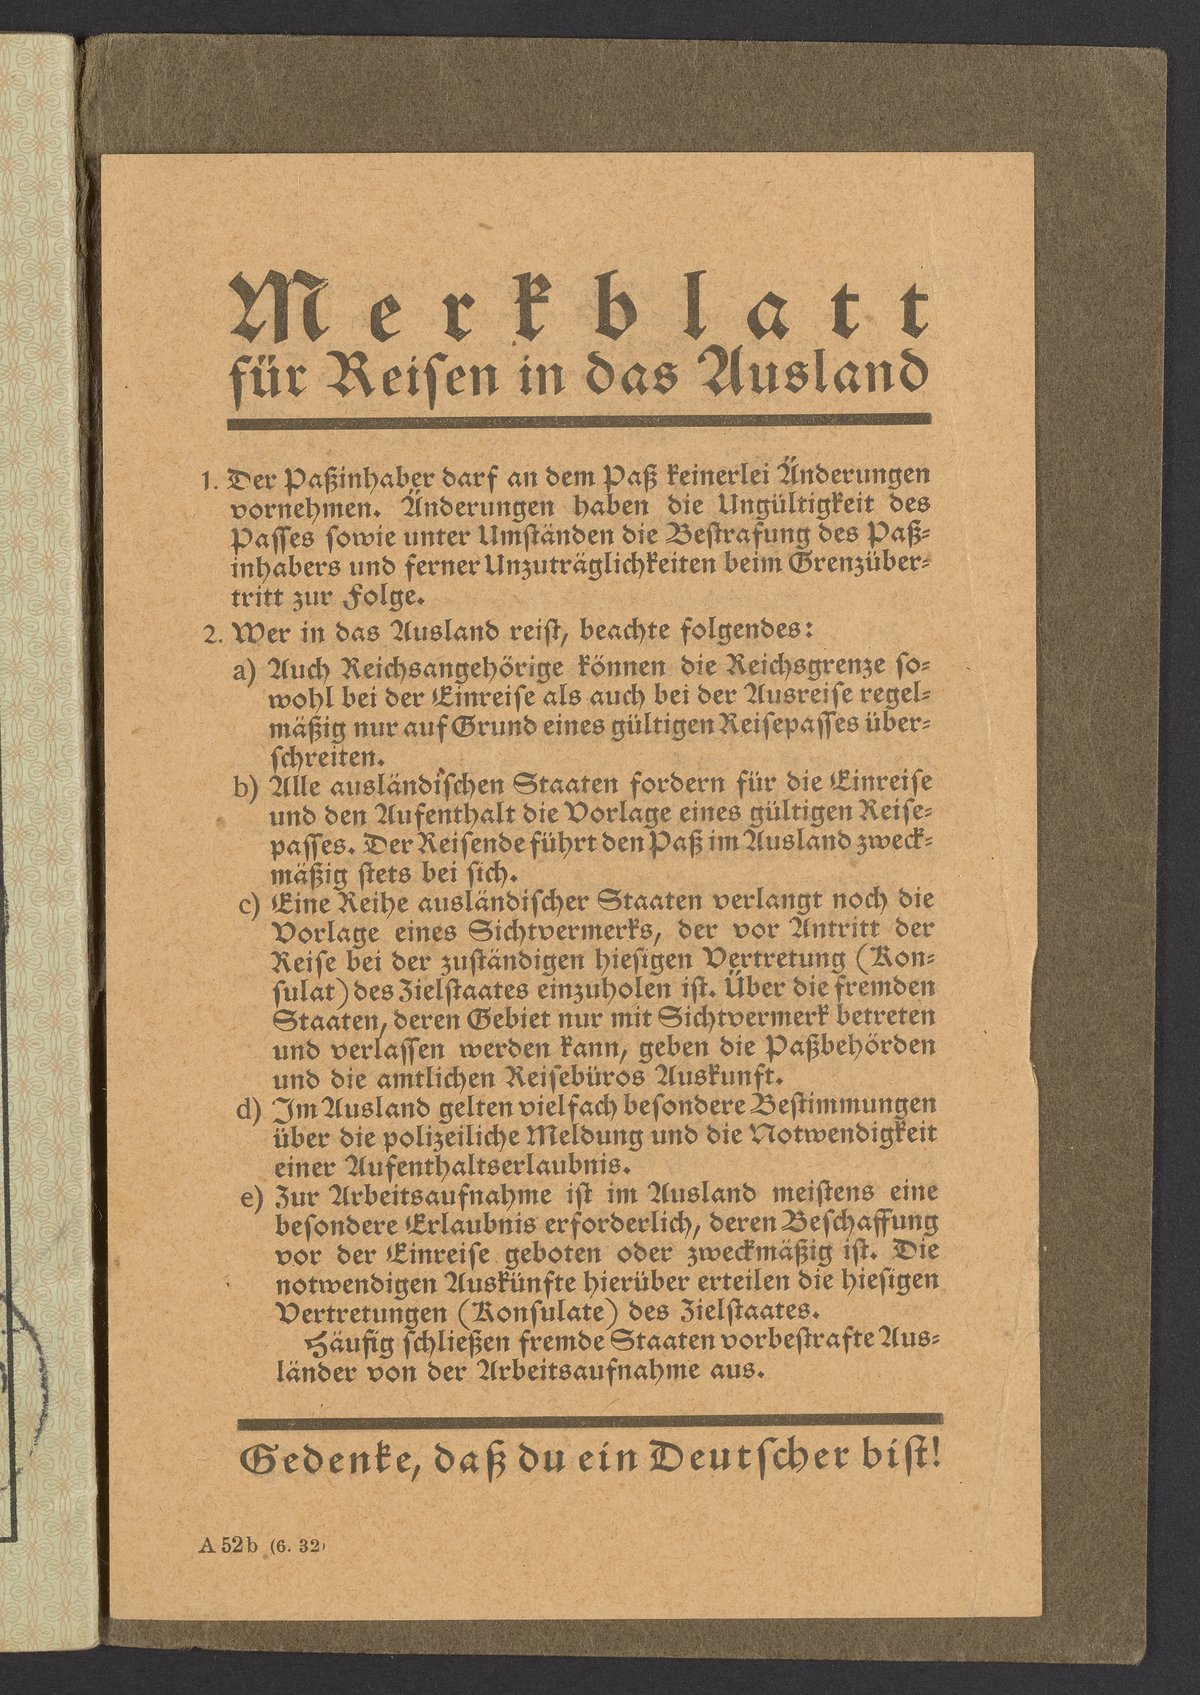 Merkblatt
für Reisen in das Ausland
1. Der Paßinhaber darf an dem Paß keinerlei Änderungen
vornehmen. Änderungen haben die Ungültigkeit des
Passes sowie unter Umständen die Bestrafung des Paß-
inhabers und ferner Unzuträglichkeiten beim Grenzüber-
tritt zur Folge.
2. Wer in das Ausland reist, beachte folgendes:
a) Auch Reichsangehörige können die Reichsgrenze so-
wohl bei der Einreise als auch bei der Ausreise regel-
mäßig nur auf Grund eines gültigen Reisepasses über-
schreiten.
b) Alle ausländischen Staaten fordern für die Einreise
und den Aufenthalt die Vorlage eines gültigen Reise-
passes. Der Reisende führt den Paß im Ausland zweck-
mäßig stets bei sich.
c) Eine Reihe ausländischer Staaten verlangt noch die
Vorlage eines Sichtvermerks, der vor Antritt der
Reise bei der zuständigen hiesigen Vertretung (Kon-
sulat) des Zielstaates einzuholen ist. Über die fremden
Staaten, deren Gebiet nur mit Sichtvermerk betreten
und verlassen werden kann, geben die Paßbehörden
und die amtlichen Reisebüros Auskunft.
d) Im Ausland gelten vielfach besondere Bestimmungen
über die polizeiliche Meldung und die Notwendigkeit
einer Aufenthaltserlaubnis.
e) Zur Arbeitsaufnahme ist im Ausland meistens eine
besondere Erlaubnis erforderlich, deren Beschaffung
vor der Einreise geboten oder zweckmäßig ist. Die
notwendigen Auskünfte hierüber erteilen die hiesigen
Vertretungen (Konsulate) des Zielstaates.
Häufig schließen fremde Staaten vorbestrafte Aus-
länder von der Arbeitsaufnahme aus.
Gedenke, daß du ein Deutscher bist!
A 52 b (6. 32)